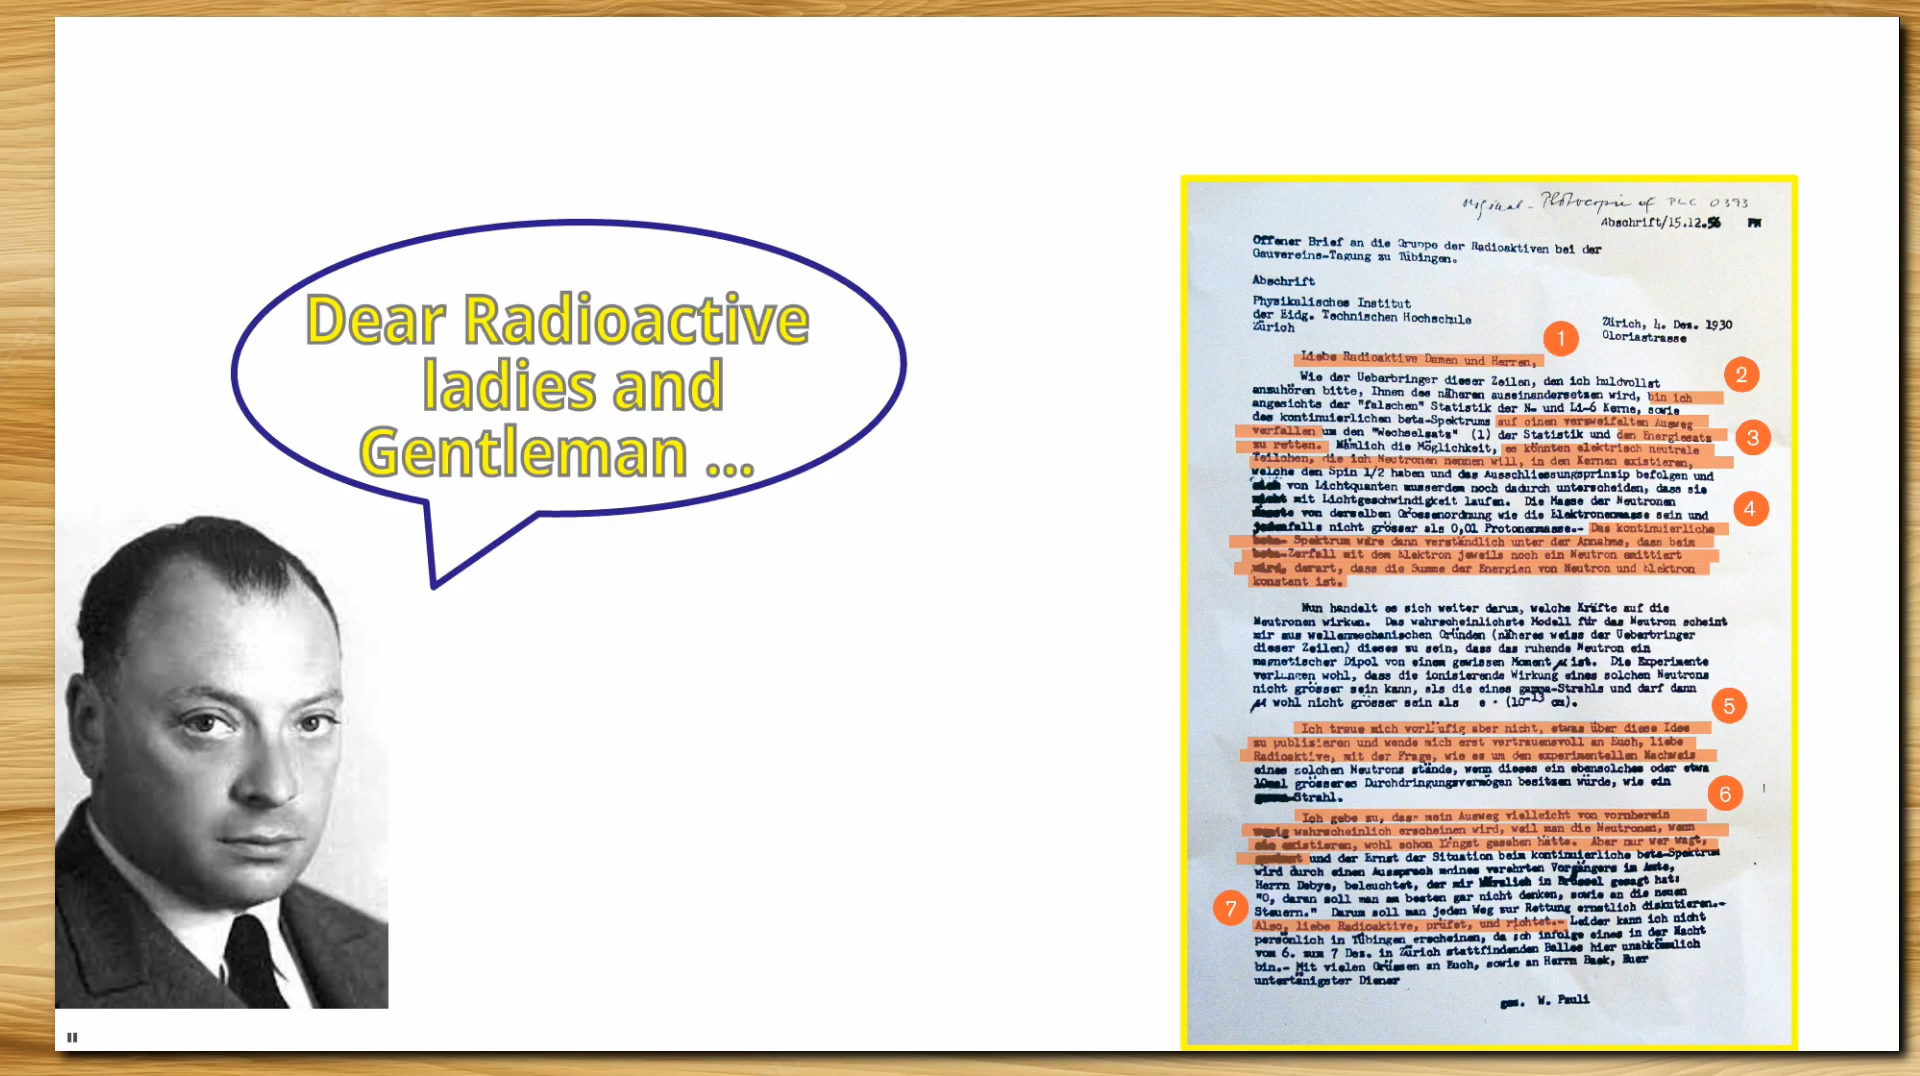 Dear Radioactive
ladies and
Gentleman ...
original - Photocopie of PLC 0393
Abschrift/15.12.56 PM
Offener Brief an die Gruppe der Radioaktiven bei der
Gauvereins-Tagung zu Tübingen.
Abschrift
Physikalisches Institut
der Eidg. Technischen Hochschule
Zürich
Zürich, 4. Dez. 1930
Gloriastrasse
1
Liebe Radioaktive Damen und Herren,
2
Wie der Ueberbringer dieser Zeilen, den ich huldvollst
anzuhören bitte, Ihnen des näheren auseinandersetzen wird, bin ich
angesichts der "falschen" Statistik der N- und Li-6 Kerne, sowie
des kontinuierlichen beta-Spektrums auf einen verzweifelten Ausweg
verfallen um den "Wechselsatz" (1) der Statistik und den Energiesatz
3
zu retten. Nämlich die Möglichkeit, es könnten elektrisch neutrale
Teilchen, die ich Neutronen nennen will, in den Kernen existieren,
welche den Spin 1/2 haben und das Ausschliessungsprinzip befolgen und
sich von Lichtquanten ausserdem noch dadurch unterscheiden, dass sie
nicht mit Lichtgeschwindigkeit laufen. Die Masse der Neutronen
4
müsste von derselben Grössenordnung wie die Elektronenmasse sein und
jedenfalls nicht grösser als 0,01 Protonenmasse.- Das kontinuierliche
beta- Spektrum wäre dann verständlich unter der Annahme, dass beim
beta-Zerfall mit dem Elektron jeweils noch ein Neutron emittiert
wird, derart, dass die Summe der Energien von Neutron und Elektron
konstant ist.
Nun handelt es sich weiter darum, welche Kräfte auf die
Neutronen wirken. Das wahrscheinlichste Modell für das Neutron scheint
mir aus wellenmechanischen Gründen (näheres weiss der Ueberbringer
dieser Zeilen) dieses zu sein, dass das ruhende Neutron ein
magnetischer Dipol von einem gewissen Moment μ ist. Die Experimente
verlangen wohl, dass die ionisierende Wirkung eines solchen Neutrons
nicht grösser sein kann, als die eines gamma-Strahls und darf dann
μ wohl nicht grösser sein als e · (10⁻¹³ cm).
5
Ich traue mich vorläufig aber nicht, etwas über diese Idee
zu publizieren und wende mich erst vertrauensvoll an Euch, liebe
Radioaktive, mit der Frage, wie es um den experimentellen Nachweis
eines solchen Neutrons stände, wenn dieses ein ebensolches oder etwa
10mal grösseres Durchdringungsvermögen besitzen würde, wie ein
gamma-Strahl.
6
Ich gebe zu, dass mein Ausweg vielleicht von vornherein
wenig wahrscheinlich erscheinen wird, weil man die Neutronen, wenn
sie existieren, wohl schon längst gesehen hätte. Aber nur wer wagt,
gewinnt und der Ernst der Situation beim kontinuierliche beta-Spektrum
wird durch einen Ausspruch meines verehrten Vorgängers im Amte,
Herrn Debye, beleuchtet, der mir kürzlich in Brüssel gesagt hat:
"O, daran soll man am besten gar nicht denken, sowie an die neuen
7
Steuern." Darum soll man jeden Weg zur Rettung ernstlich diskutieren.-
Also, liebe Radioaktive, prüfet, und richtet.- Leider kann ich nicht
persönlich in Tübingen erscheinen, da ich infolge eines in der Nacht
vom 6. zum 7 Dez. in Zürich stattfindenden Balles hier unabkömmlich
bin.- Mit vielen Grüssen an Euch, sowie an Herrn Back, Euer
untertänigster Diener
ges. W. Pauli